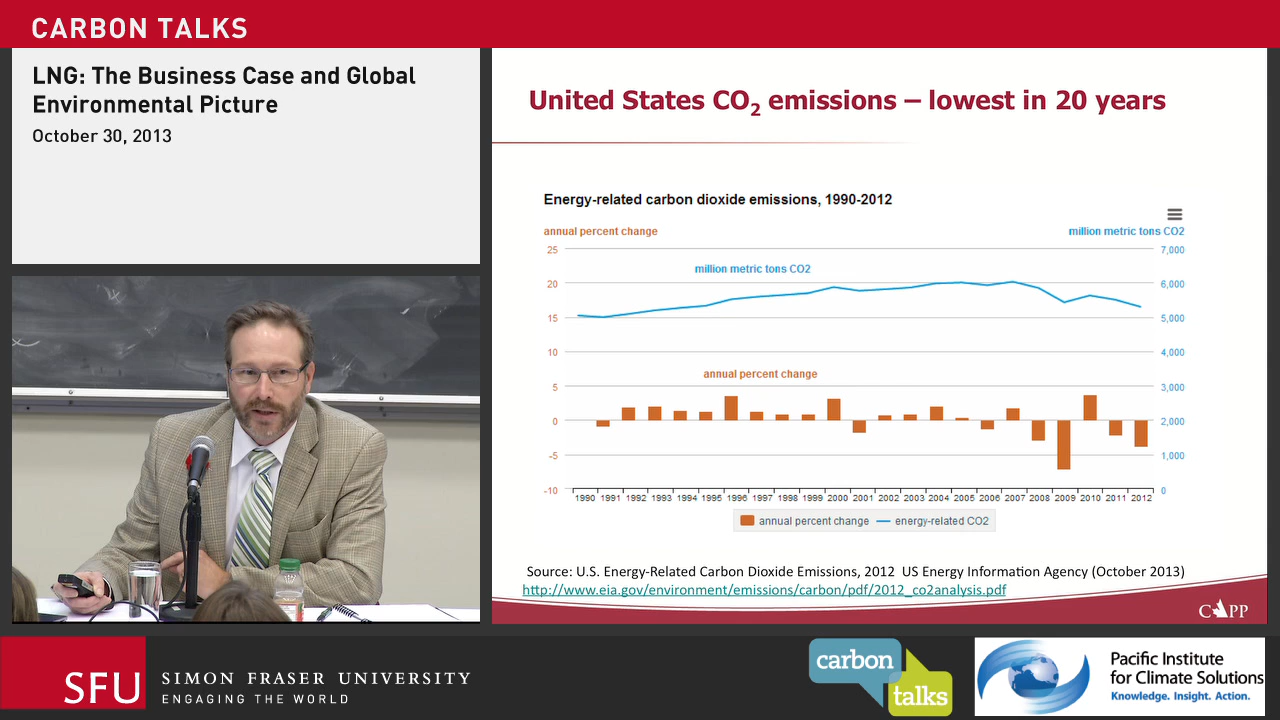 CARBON TALKS
LNG: The Business Case and Global
Environmental Picture
October 30, 2013
United States CO2 emissions – lowest in 20 years
Energy-related carbon dioxide emissions, 1990-2012
annual percent change
million metric tons CO2
25
7,000
million metric tons CO2
20
6,000
15
5,000
10
4,000
annual percent change
5
3,000
0
2,000
-5
1,000
-10
0
1990 1991 1992 1993 1994 1995 1996 1997 1998 1999 2000 2001 2002 2003 2004 2005 2006 2007 2008 2009 2010 2011 2012
annual percent change energy-related CO2
Source: U.S. Energy-Related Carbon Dioxide Emissions, 2012 US Energy Information Agency (October 2013)
http://www.eia.gov/environment/emissions/carbon/pdf/2012_co2analysis.pdf
CAPP
SFU
SIMON FRASER UNIVERSITY
ENGAGING THE WORLD
carbon
talks
Pacific Institute
for Climate Solutions
Knowledge. Insight. Action.